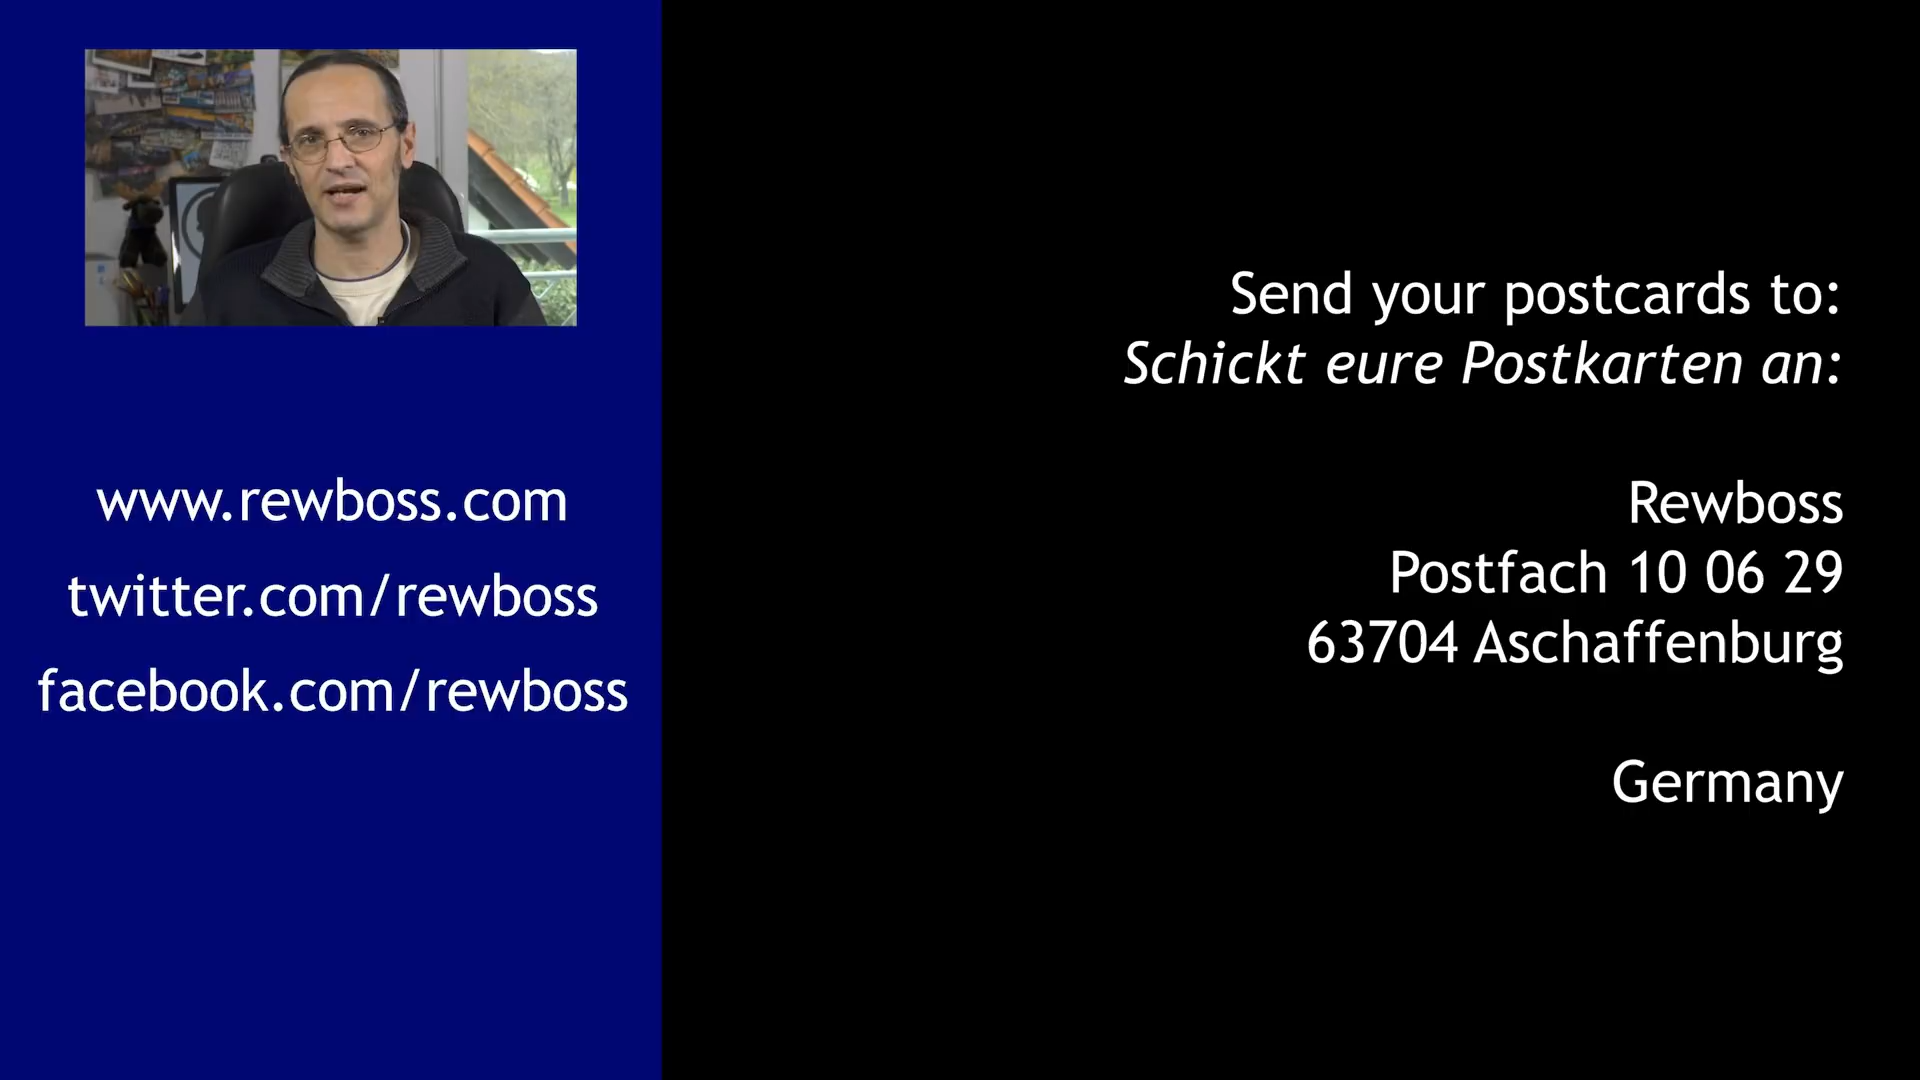 www.rewboss.com
twitter.com/rewboss
facebook.com/rewboss
Send your postcards to:
Schickt eure Postkarten an:
Rewboss
Postfach 10 06 29
63704 Aschaffenburg
Germany